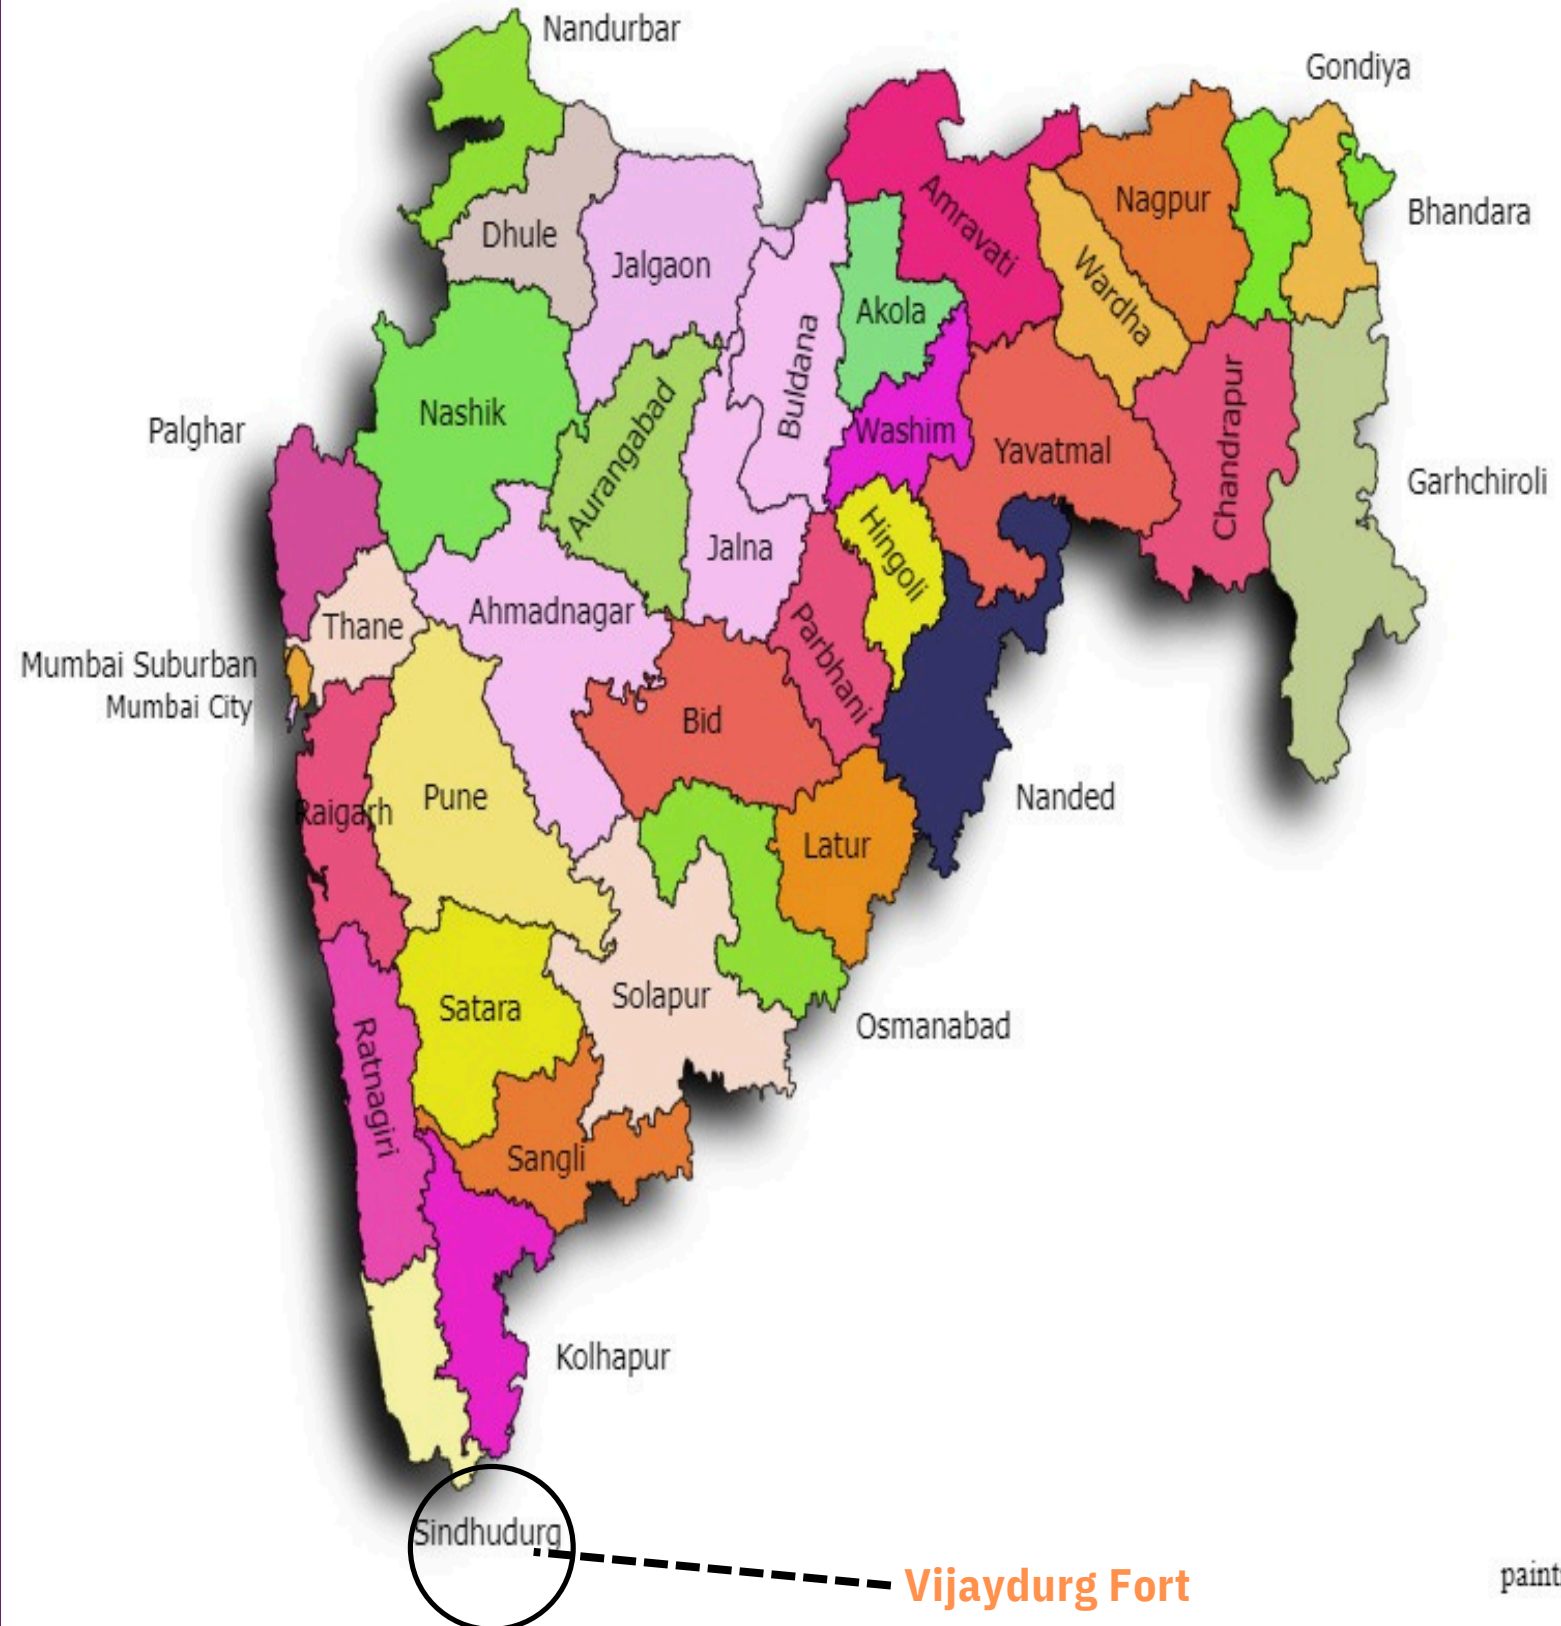 Nandurbar
Gondiya
Amravati
Nagpur
Bhandara
Dhule
Jalgaon
Wardha
Akola
Buldana
Nashik
Palghar
Aurangabad
Washim
Yavatmal
Chandrapur
Garhchiroli
Hingoli
Jalna
Ahmadnagar
Thane
Parbhani
Mumbai Suburban
Mumbai City
Bid
Pune
Raigarh
Nanded
Latur
Satara
Solapur
Osmanabad
Ratnagiri
Sangli
Kolhapur
Sindhudurg
Vijaydurg Fort
paint